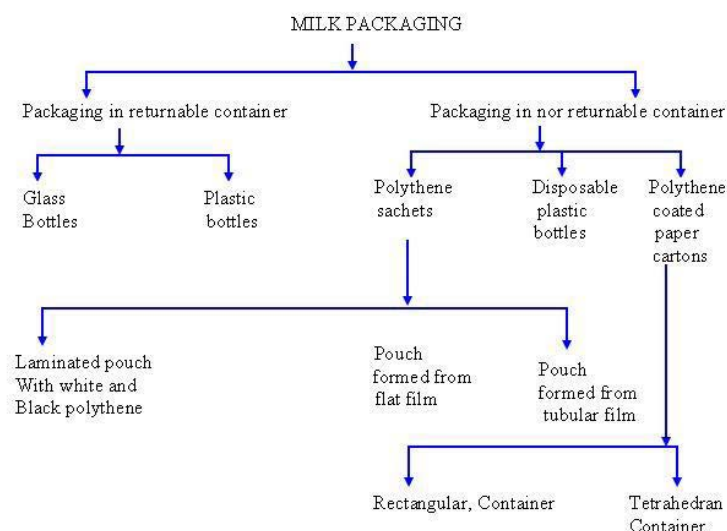 MILK PACKAGING
Packaging in returnable container
Packaging in nor returnable container
Glass
Bottles
Plastic
bottles
Polythene
sachets
Disposable
plastic
bottles
Polythene
coated
paper
cartons
Laminated pouch
With white and
Black polythene
Pouch
formed from
flat film
Pouch
formed from
tubular film
Rectangular, Container
Tetrahedran
Container